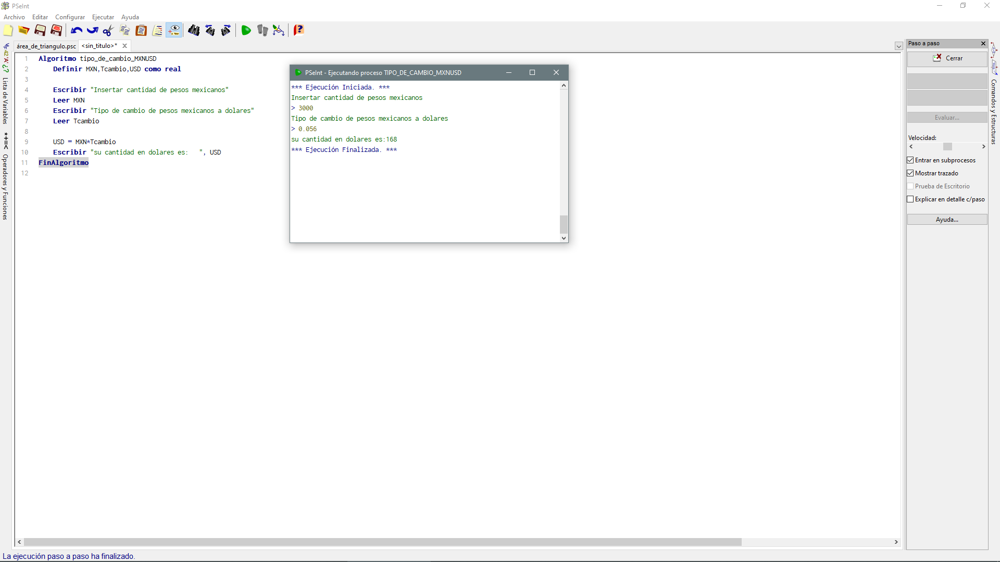 PSeInt
Archivo Editar Configurar Ejecutar Ayuda
área_de_triangulo.psc <sin_titulo>*
1 Algoritmo tipo_de_cambio_MXNUSD
2 Definir MXN,Tcambio,USD como real
3
4 Escribir "Insertar cantidad de pesos mexicanos"
5 Leer MXN
6 Escribir "Tipo de cambio de pesos mexicanos a dolares"
7 Leer Tcambio
8
9 USD = MXN*Tcambio
10 Escribir "su cantidad en dolares es:   ", USD
11 FinAlgoritmo
12
PSeInt - Ejecutando proceso TIPO_DE_CAMBIO_MXNUSD
*** Ejecución Iniciada. ***
Insertar cantidad de pesos mexicanos
> 3000
Tipo de cambio de pesos mexicanos a dolares
> 0.056
su cantidad en dolares es:168
*** Ejecución Finalizada. ***
Lista de Variables
*+=< Operadores y Funciones
Paso a paso
Cerrar
Evaluar...
Velocidad:
Entrar en subprocesos
Mostrar trazado
Prueba de Escritorio
Explicar en detalle c/paso
Ayuda...
Comandos y Estructuras
La ejecución paso a paso ha finalizado.